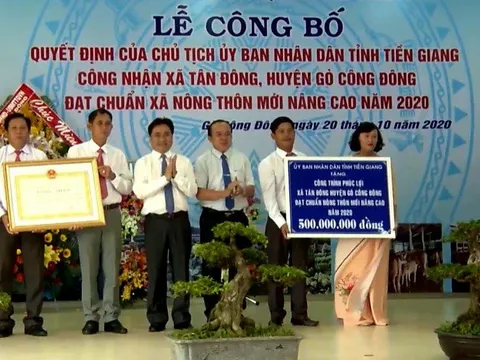 LỄ CÔNG BỐ
QUYẾT ĐỊNH CỦA CHỦ TỊCH ỦY BAN NHÂN DÂN TỈNH TIỀN GIANG
CÔNG NHẬN XÃ TÂN ĐÔNG, HUYỆN GÒ CÔNG ĐÔNG
ĐẠT CHUẨN XÃ NÔNG THÔN MỚI NÂNG CAO NĂM 2020
Đông, ngày 20 tháng 10 năm 2020
Chúc Mừng
ỦY BAN NHÂN DÂN TỈNH TIỀN GIANG
TẶNG
CÔNG TRÌNH PHÚC LỢI
XÃ TÂN ĐÔNG HUYỆN GÒ CÔNG ĐÔNG
ĐẠT CHUẨN NÔNG THÔN MỚI NÂNG CAO
NĂM 2020
500.000.000 đồng